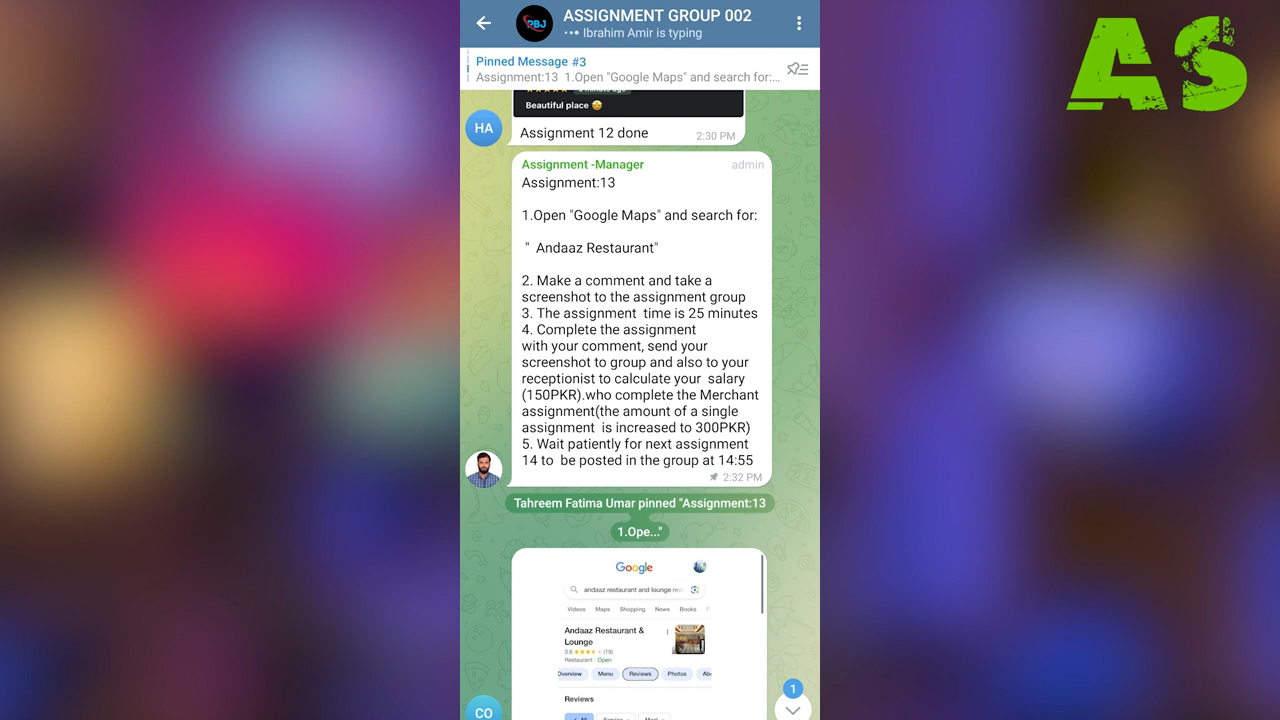 AS
PBJ
ASSIGNMENT GROUP 002
Ibrahim Amir is typing
Pinned Message #3
Assignment:13 1.Open "Google Maps" and search for:...
Beautiful place 🤩
HA
Assignment 12 done
2:30 PM
Assignment -Manager
admin
Assignment:13
1.Open "Google Maps" and search for:
" Andaaz Restaurant"
2. Make a comment and take a
screenshot to the assignment group
3. The assignment time is 25 minutes
4. Complete the assignment
with your comment, send your
screenshot to group and also to your
receptionist to calculate your salary
(150PKR).who complete the Merchant
assignment(the amount of a single
assignment is increased to 300PKR)
5. Wait patiently for next assignment
14 to be posted in the group at 14:55
2:32 PM
Tahreem Fatima Umar pinned "Assignment:13
1.Ope..."
Google
andaaz restaurant and lounge
Videos Maps Shopping News Books
Andaaz Restaurant &
Lounge
3.6 ★★★★★ (19)
Restaurant · Open
Overview Menu Reviews Photos
Reviews
All
CO
1